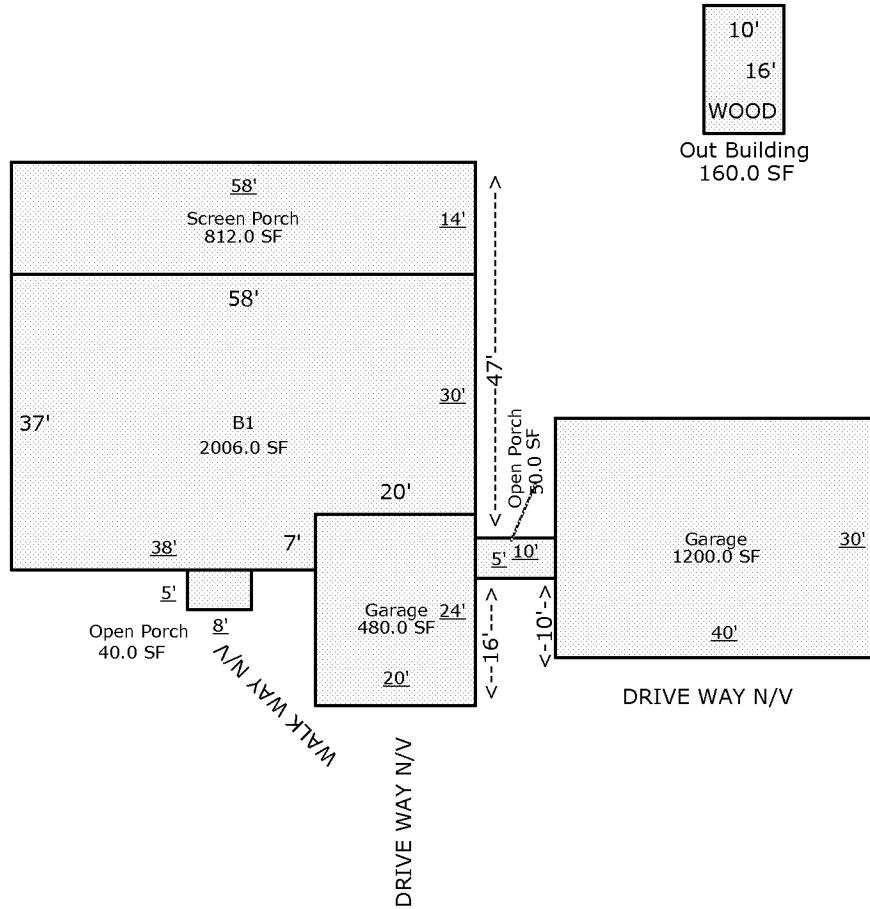 10'
16'
WOOD
Out Building
160.0 SF
58'
Screen Porch
812.0 SF
14'
58'
47'
30'
37'
B1
2006.0 SF
Open Porch
50.0 SF
20'
7'
38'
5'
10'
Garage
1200.0 SF
30'
5'
8'
Open Porch
40.0 SF
Garage
480.0 SF
24'
20'
16'
10'
40'
WALK WAY N/V
DRIVE WAY N/V
DRIVE WAY N/V